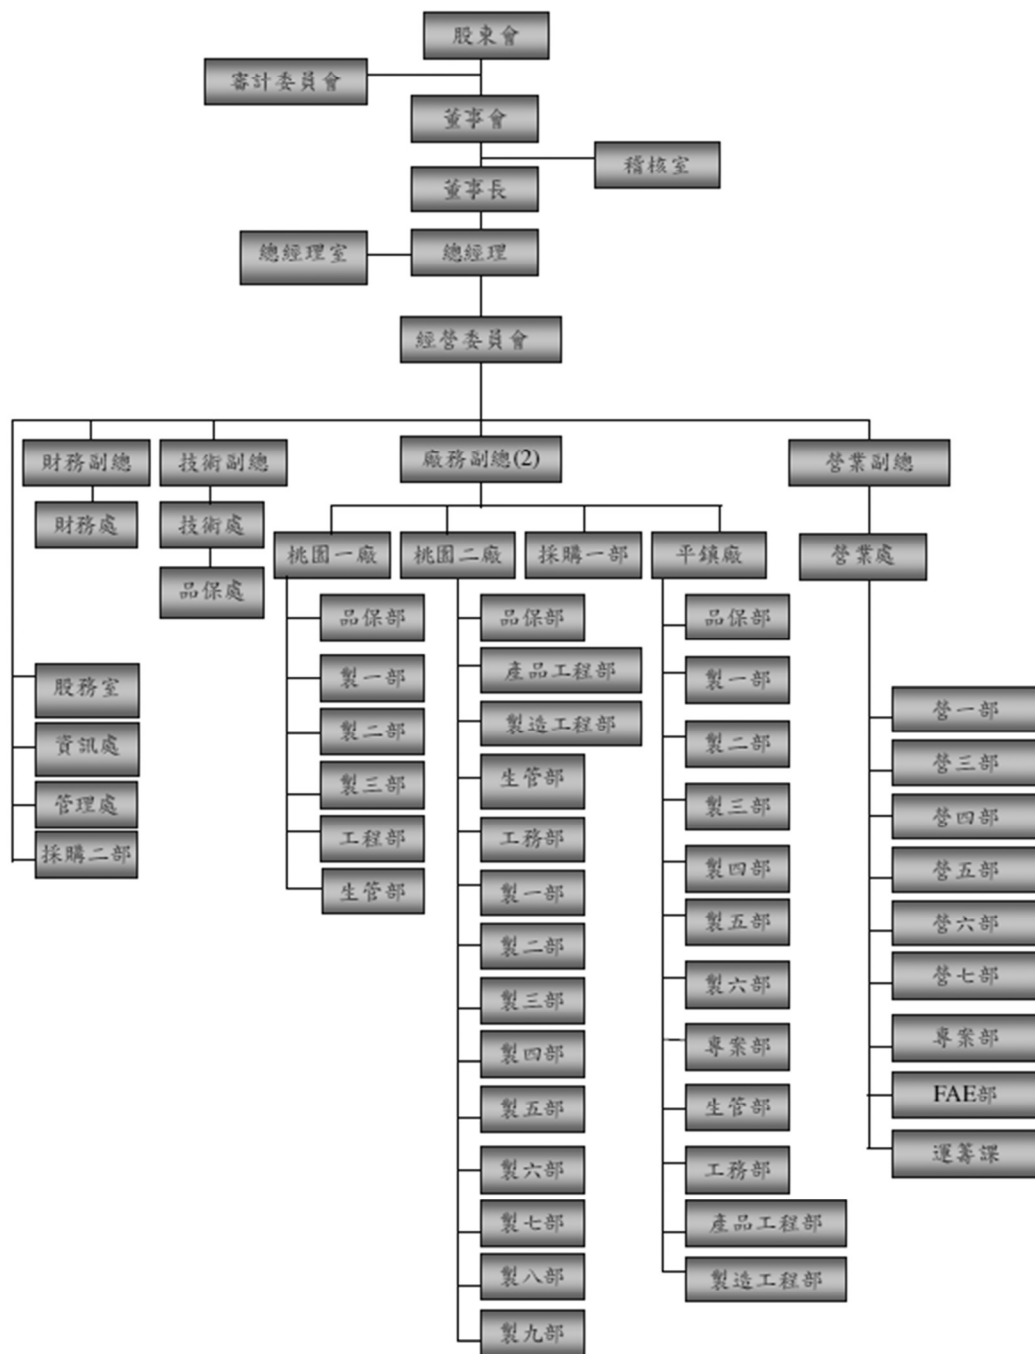 股東會
審計委員會
董事會
稽核室
董事長
總經理室
總經理
經營委員會
財務副總
技術副總
廠務副總(2)
營業副總
財務處
技術處
品保處
股務室
資訊處
管理處
採購二部
桃園一廠
桃園二廠
採購一部
平鎮廠
營業處
品保部
製一部
製二部
製三部
工程部
生管部
品保部
產品工程部
製造工程部
生管部
工務部
製一部
製二部
製三部
製四部
製五部
製六部
製七部
製八部
製九部
品保部
製一部
製二部
製三部
製四部
製五部
製六部
專案部
生管部
工務部
產品工程部
製造工程部
營一部
營三部
營四部
營五部
營六部
營七部
專案部
FAE部
運籌課